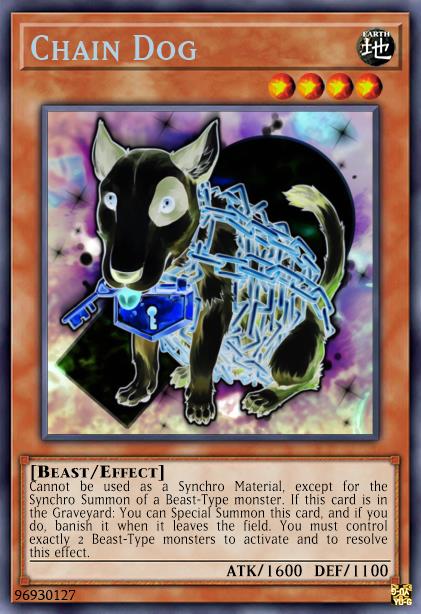 Chain Dog
EARTH
地
[Beast/Effect]
Cannot be used as a Synchro Material, except for the
Synchro Summon of a Beast-Type monster. If this card is in
the Graveyard: You can Special Summon this card, and if you
do, banish it when it leaves the field. You must control
exactly 2 Beast-Type monsters to activate and to resolve
this effect.
ATK/1600 DEF/1100
96930127